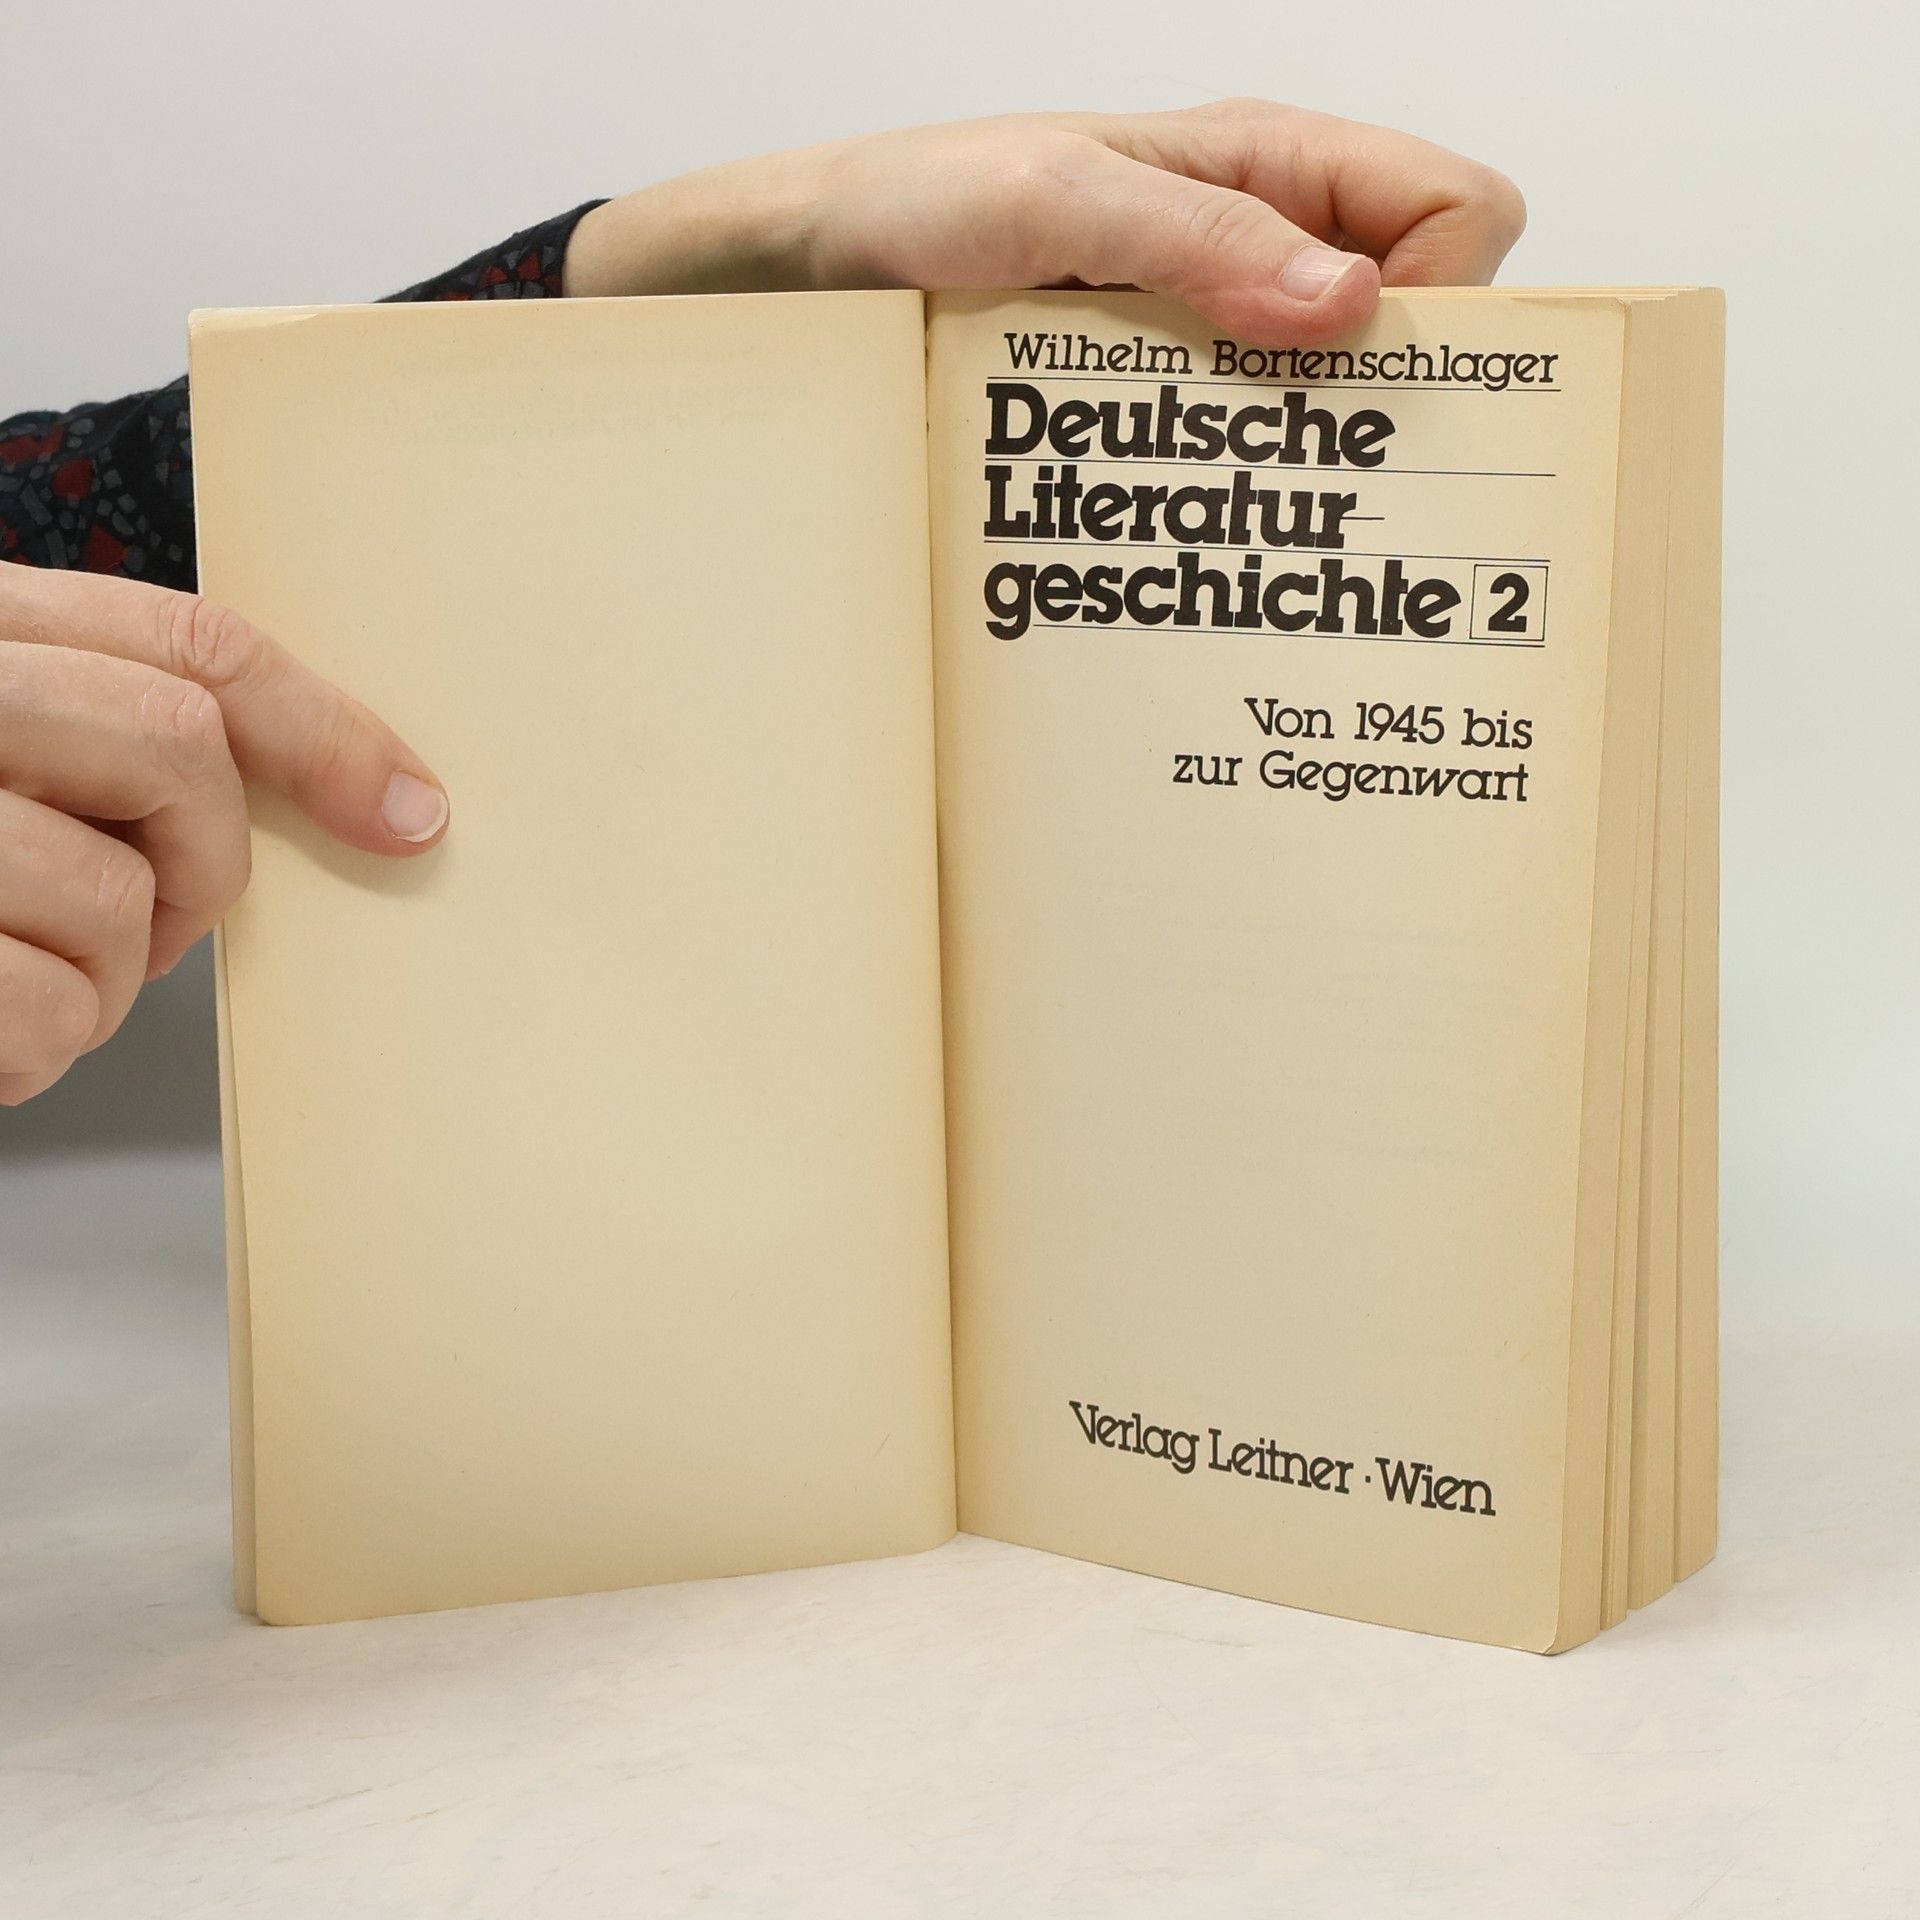 Wilhelm Bortenschlager
Deutsche
Literatur-
geschichte 2
Von 1945 bis
zur Gegenwart
Verlag Leitner · Wien